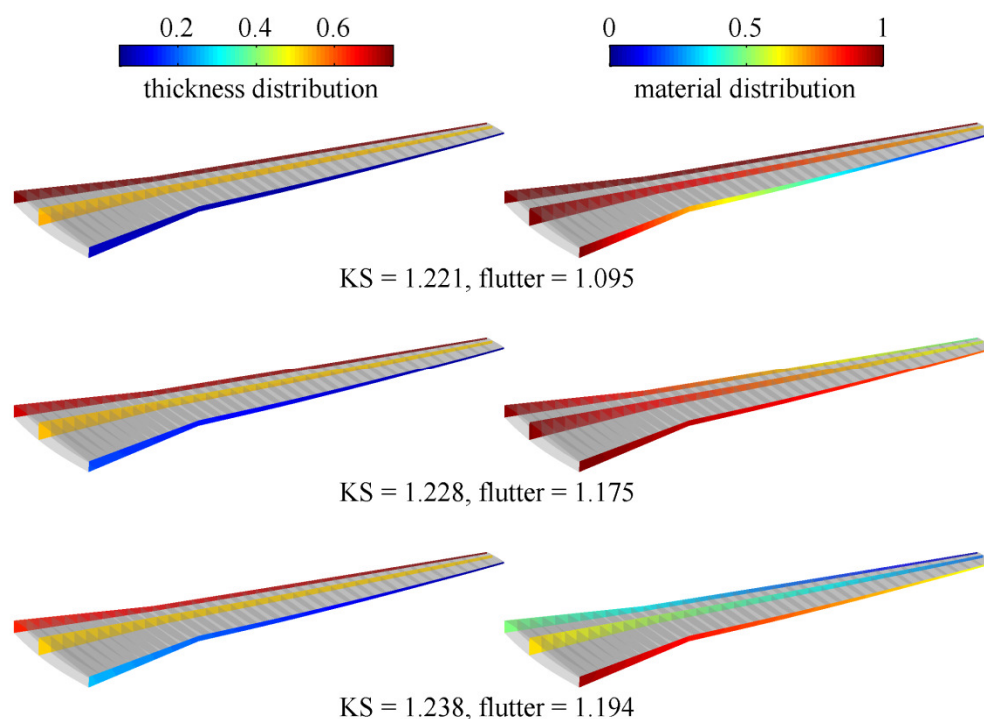 0.2 0.4 0.6
thickness distribution
0 0.5 1
material distribution
KS = 1.221, flutter = 1.095
KS = 1.228, flutter = 1.175
KS = 1.238, flutter = 1.194